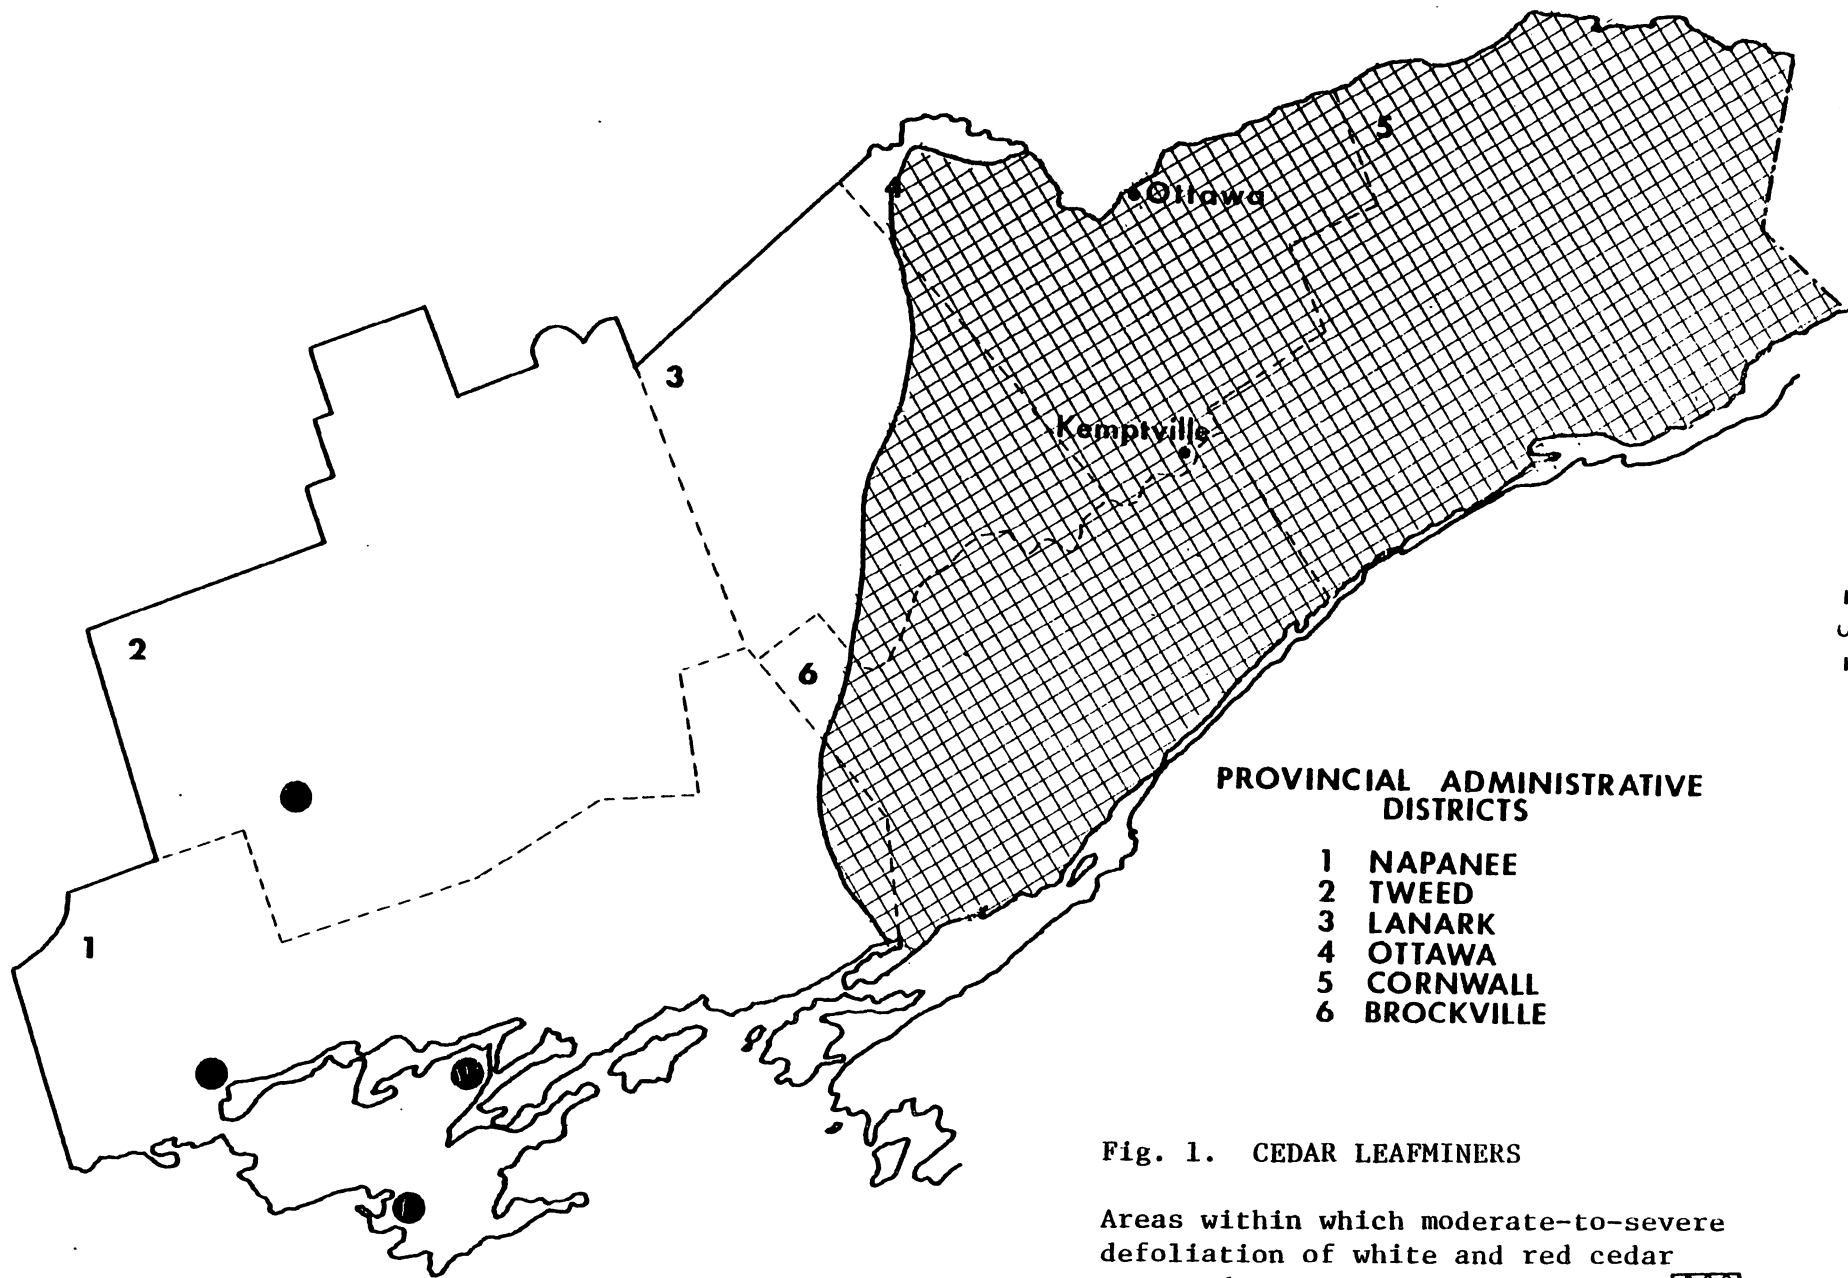 5
4
Ottawa
3
Kemptville
2
6
1
PROVINCIAL ADMINISTRATIVE
DISTRICTS
1 NAPANEE
2 TWEED
3 LANARK
4 OTTAWA
5 CORNWALL
6 BROCKVILLE
Fig. 1. CEDAR LEAFMINERS
Areas within which moderate-to-severe
defoliation of white and red cedar